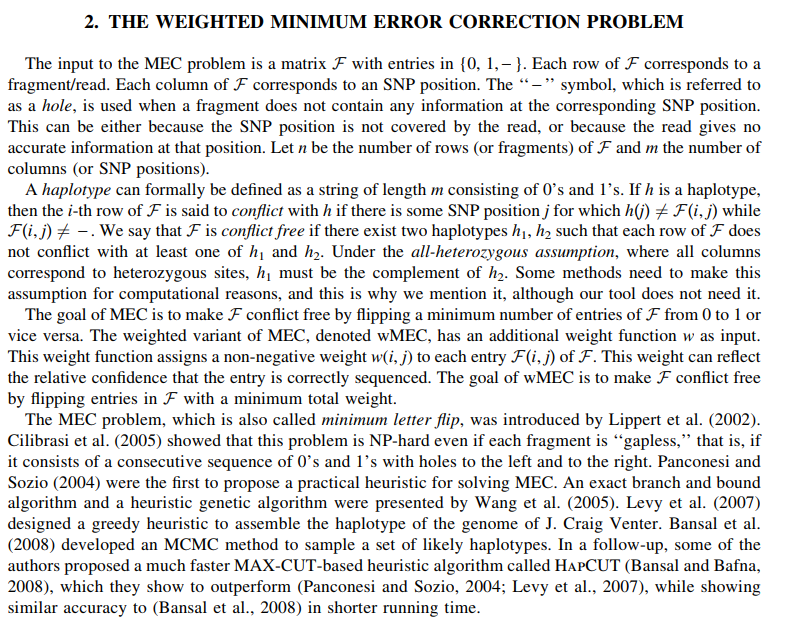 2. THE WEIGHTED MINIMUM ERROR CORRECTION PROBLEM
The input to the MEC problem is a matrix ℱ with entries in {0, 1, – }. Each row of ℱ corresponds to a
fragment/read. Each column of ℱ corresponds to an SNP position. The “ – ” symbol, which is referred to
as a hole, is used when a fragment does not contain any information at the corresponding SNP position.
This can be either because the SNP position is not covered by the read, or because the read gives no
accurate information at that position. Let n be the number of rows (or fragments) of ℱ and m the number of
columns (or SNP positions).
A haplotype can formally be defined as a string of length m consisting of 0’s and 1’s. If h is a haplotype,
then the i-th row of ℱ is said to conflict with h if there is some SNP position j for which h(j) ≠ ℱ(i, j) while
ℱ(i, j) ≠ – . We say that ℱ is conflict free if there exist two haplotypes h₁, h₂ such that each row of ℱ does
not conflict with at least one of h₁ and h₂. Under the all-heterozygous assumption, where all columns
correspond to heterozygous sites, h₁ must be the complement of h₂. Some methods need to make this
assumption for computational reasons, and this is why we mention it, although our tool does not need it.
The goal of MEC is to make ℱ conflict free by flipping a minimum number of entries of ℱ from 0 to 1 or
vice versa. The weighted variant of MEC, denoted wMEC, has an additional weight function w as input.
This weight function assigns a non-negative weight w(i, j) to each entry ℱ(i, j) of ℱ. This weight can reflect
the relative confidence that the entry is correctly sequenced. The goal of wMEC is to make ℱ conflict free
by flipping entries in ℱ with a minimum total weight.
The MEC problem, which is also called minimum letter flip, was introduced by Lippert et al. (2002).
Cilibrasi et al. (2005) showed that this problem is NP-hard even if each fragment is “gapless,” that is, if
it consists of a consecutive sequence of 0’s and 1’s with holes to the left and to the right. Panconesi and
Sozio (2004) were the first to propose a practical heuristic for solving MEC. An exact branch and bound
algorithm and a heuristic genetic algorithm were presented by Wang et al. (2005). Levy et al. (2007)
designed a greedy heuristic to assemble the haplotype of the genome of J. Craig Venter. Bansal et al.
(2008) developed an MCMC method to sample a set of likely haplotypes. In a follow-up, some of the
authors proposed a much faster MAX-CUT-based heuristic algorithm called HAPCUT (Bansal and Bafna,
2008), which they show to outperform (Panconesi and Sozio, 2004; Levy et al., 2007), while showing
similar accuracy to (Bansal et al., 2008) in shorter running time.